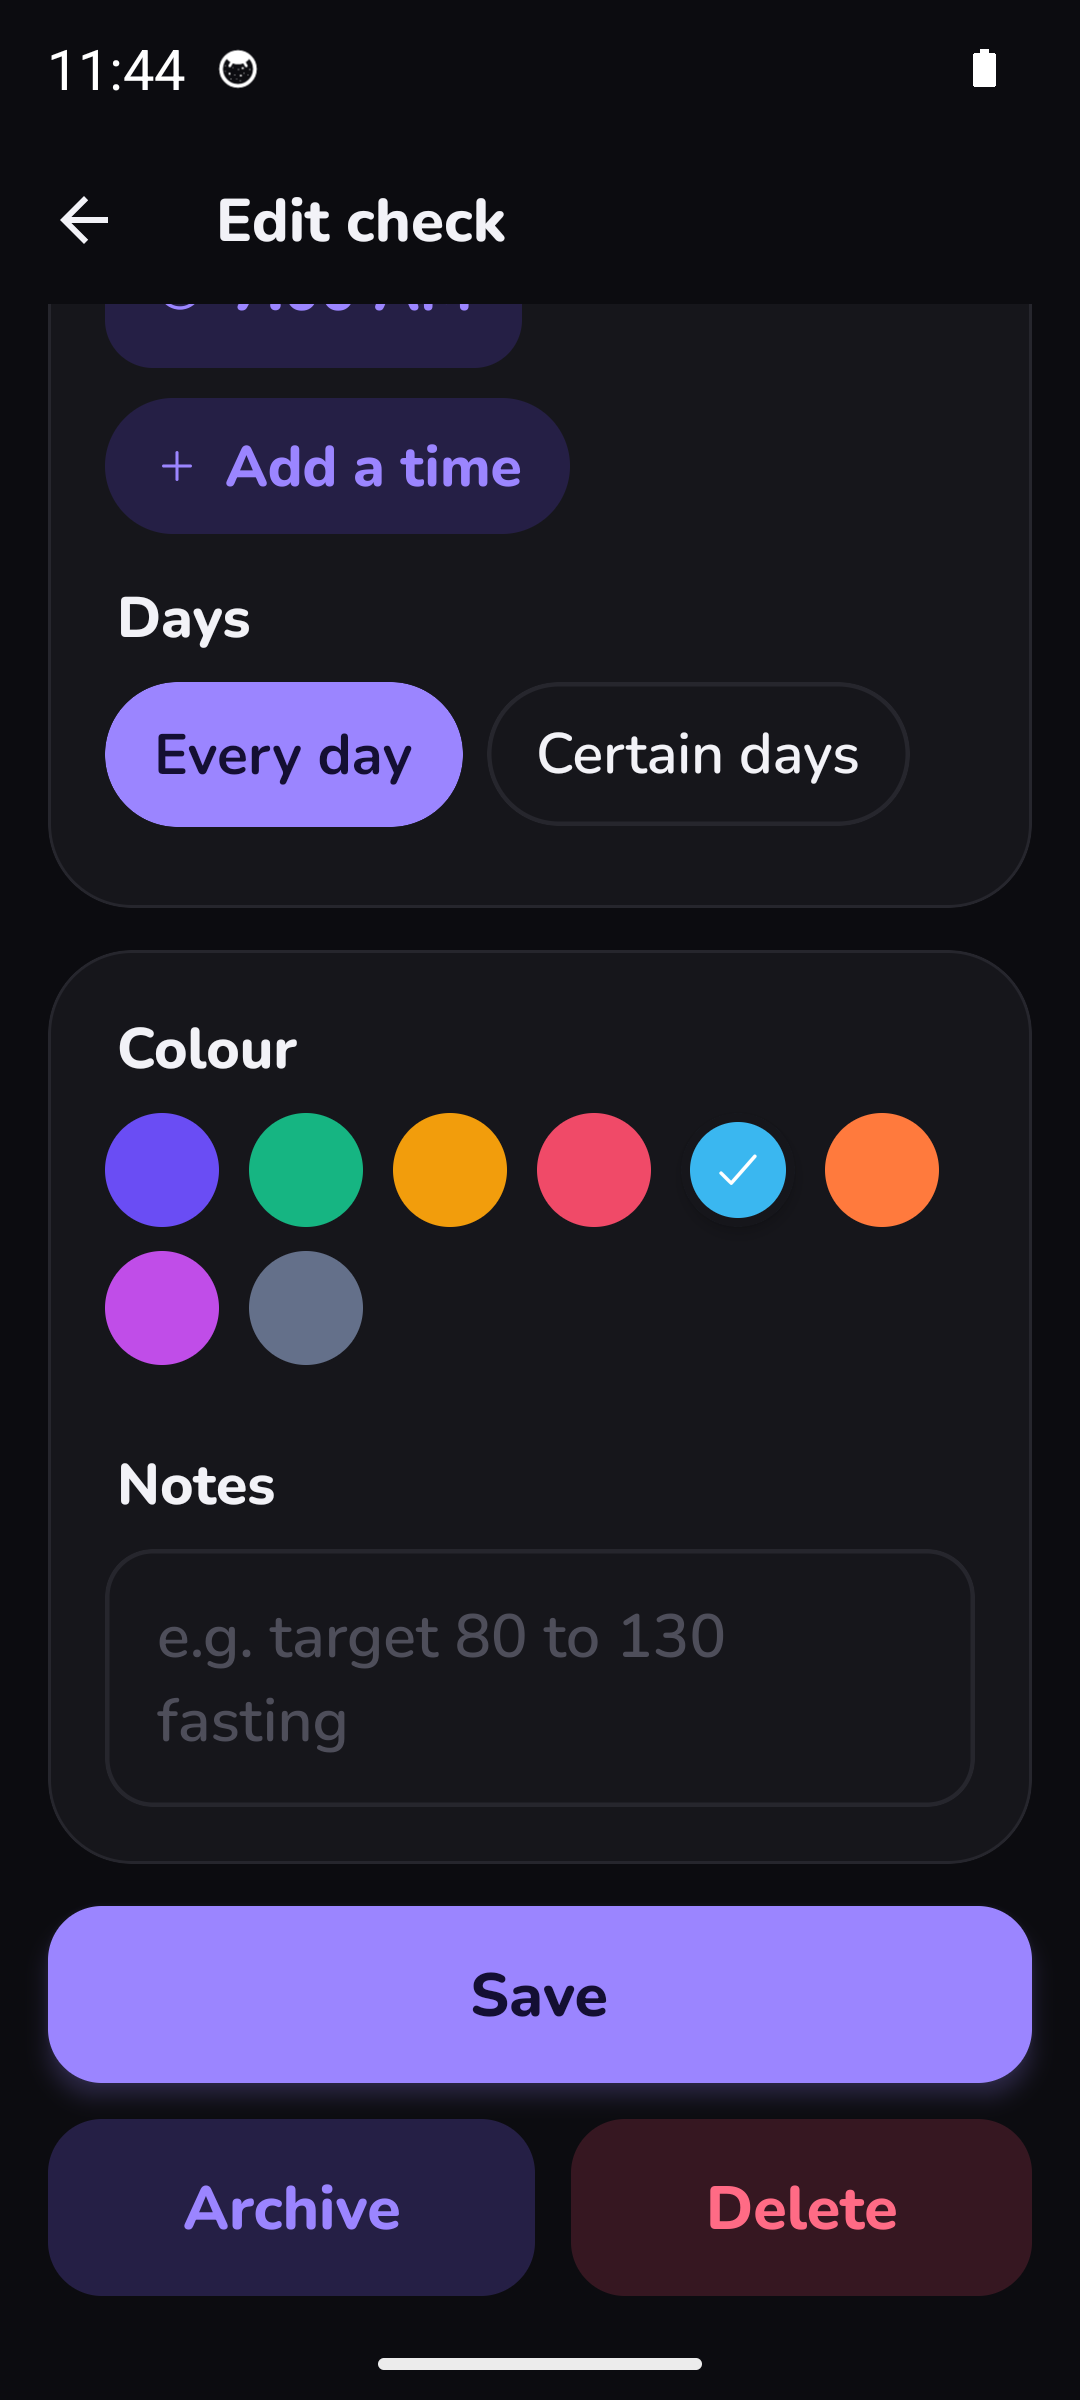 11:44
Edit check
Add a time
Days
Every day
Certain days
Colour
Notes
e.g. target 80 to 130
fasting
Save
Archive
Delete